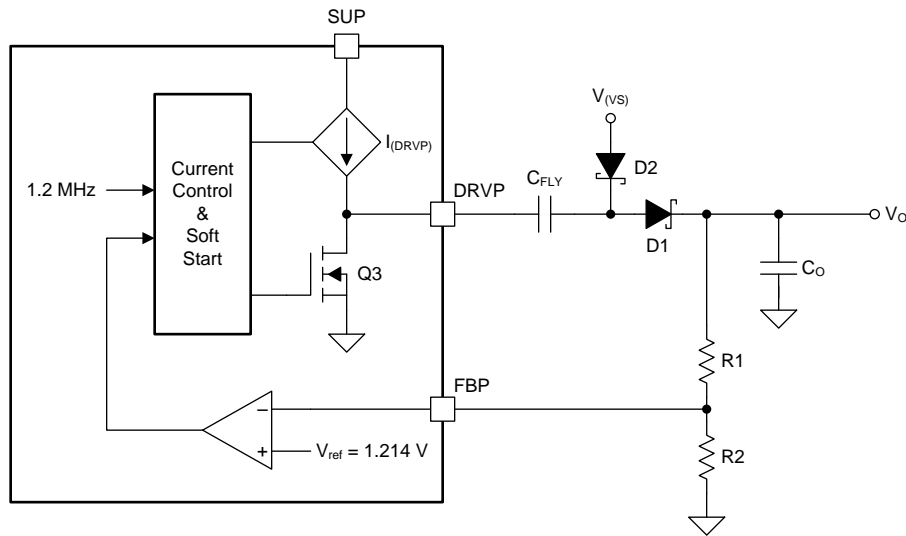 SUP
V(VS)
I(DRVP)
Current
Control
&
Soft
Start
D2
CFLY
1.2 MHz
DRVP
VO
D1
Q3
CO
R1
FBP
−
+
Vref = 1.214 V
R2